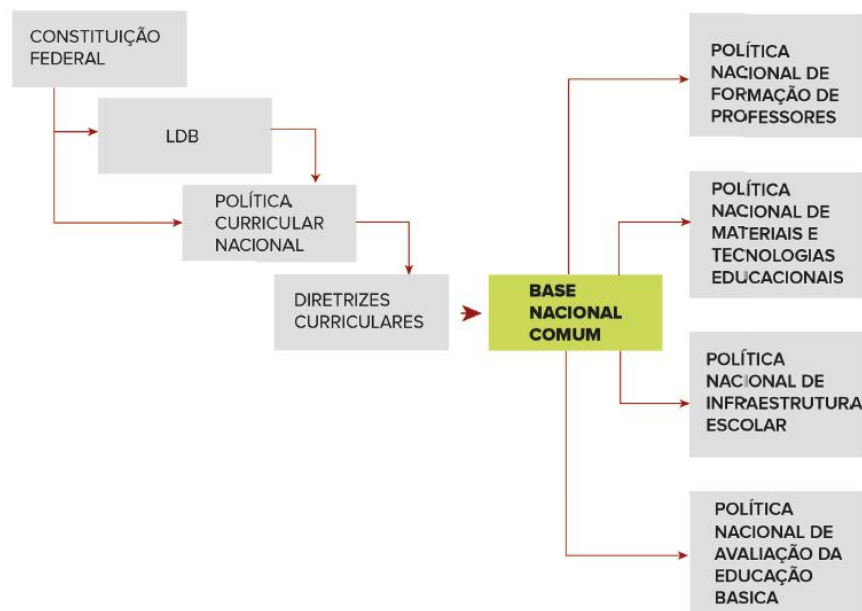 CONSTITUIÇÃO
FEDERAL
LDB
POLÍTICA
CURRICULAR
NACIONAL
DIRETRIZES
CURRICULARES
BASE
NACIONAL
COMUM
POLÍTICA
NACIONAL DE
FORMAÇÃO DE
PROFESSORES
POLÍTICA
NACIONAL DE
MATERIAIS E
TECNOLOGIAS
EDUCACIONAIS
POLÍTICA
NACIONAL DE
INFRAESTRUTURA
ESCOLAR
POLÍTICA
NACIONAL DE
AVALIAÇÃO DA
EDUCAÇÃO
BASICA